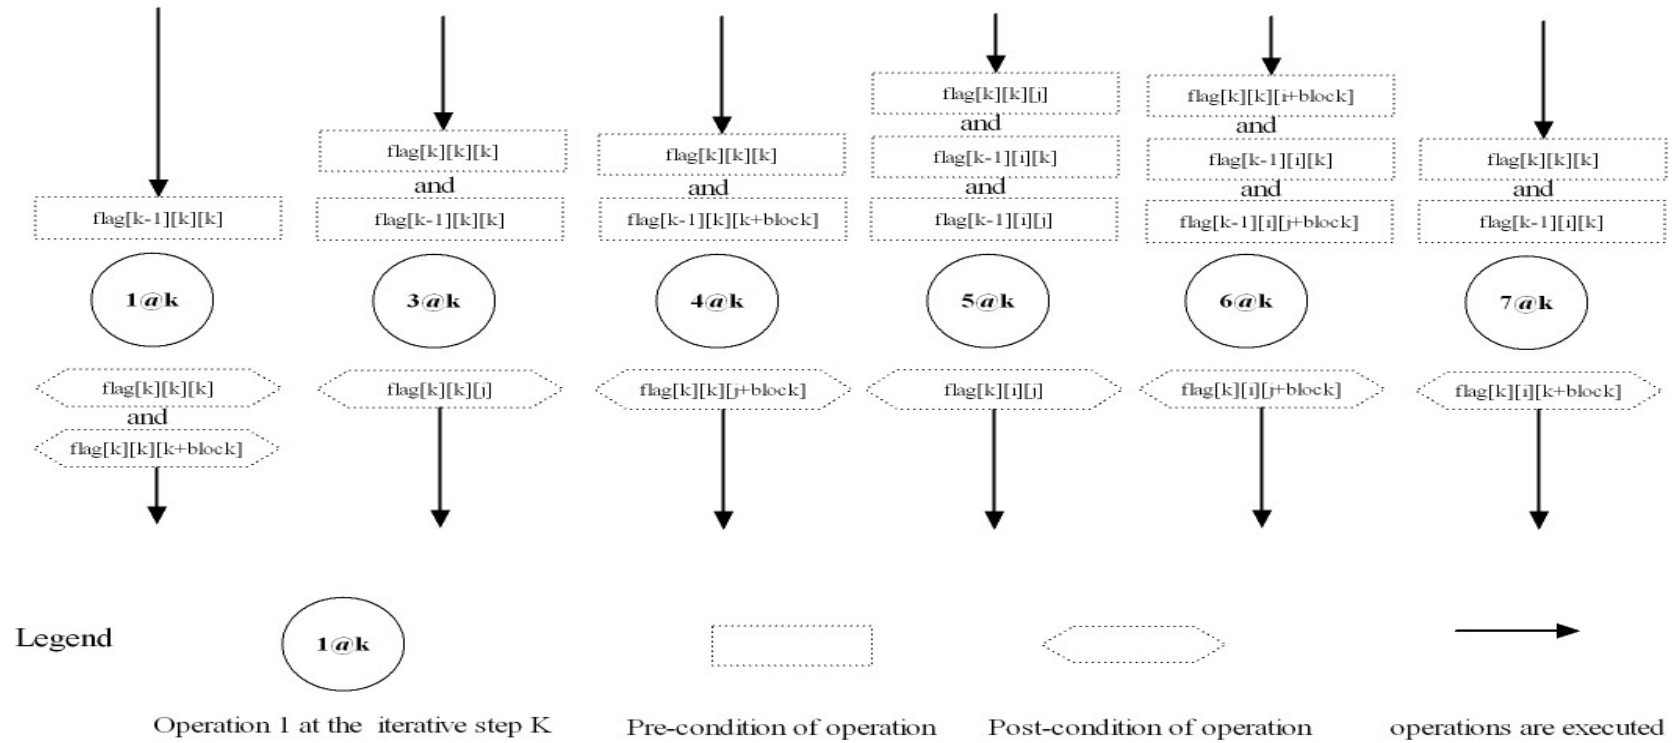 flag[k-1][k][k]
1@k
flag[k][k][k]
and
flag[k][k][k+block]
flag[k][k][k]
and
flag[k-1][k][k]
3@k
flag[k][k][j]
flag[k][k][k]
and
flag[k-1][k][k+block]
4@k
flag[k][k][j+block]
flag[k][k][j]
and
flag[k-1][i][k]
and
flag[k-1][i][j]
5@k
flag[k][i][j]
flag[k][k][i+block]
and
flag[k-1][i][k]
and
flag[k-1][i][j+block]
6@k
flag[k][i][j+block]
flag[k][k][k]
and
flag[k-1][i][k]
7@k
flag[k][i][k+block]
Legend
1@k
Operation 1 at the iterative step K
Pre-condition of operation
Post-condition of operation
operations are executed